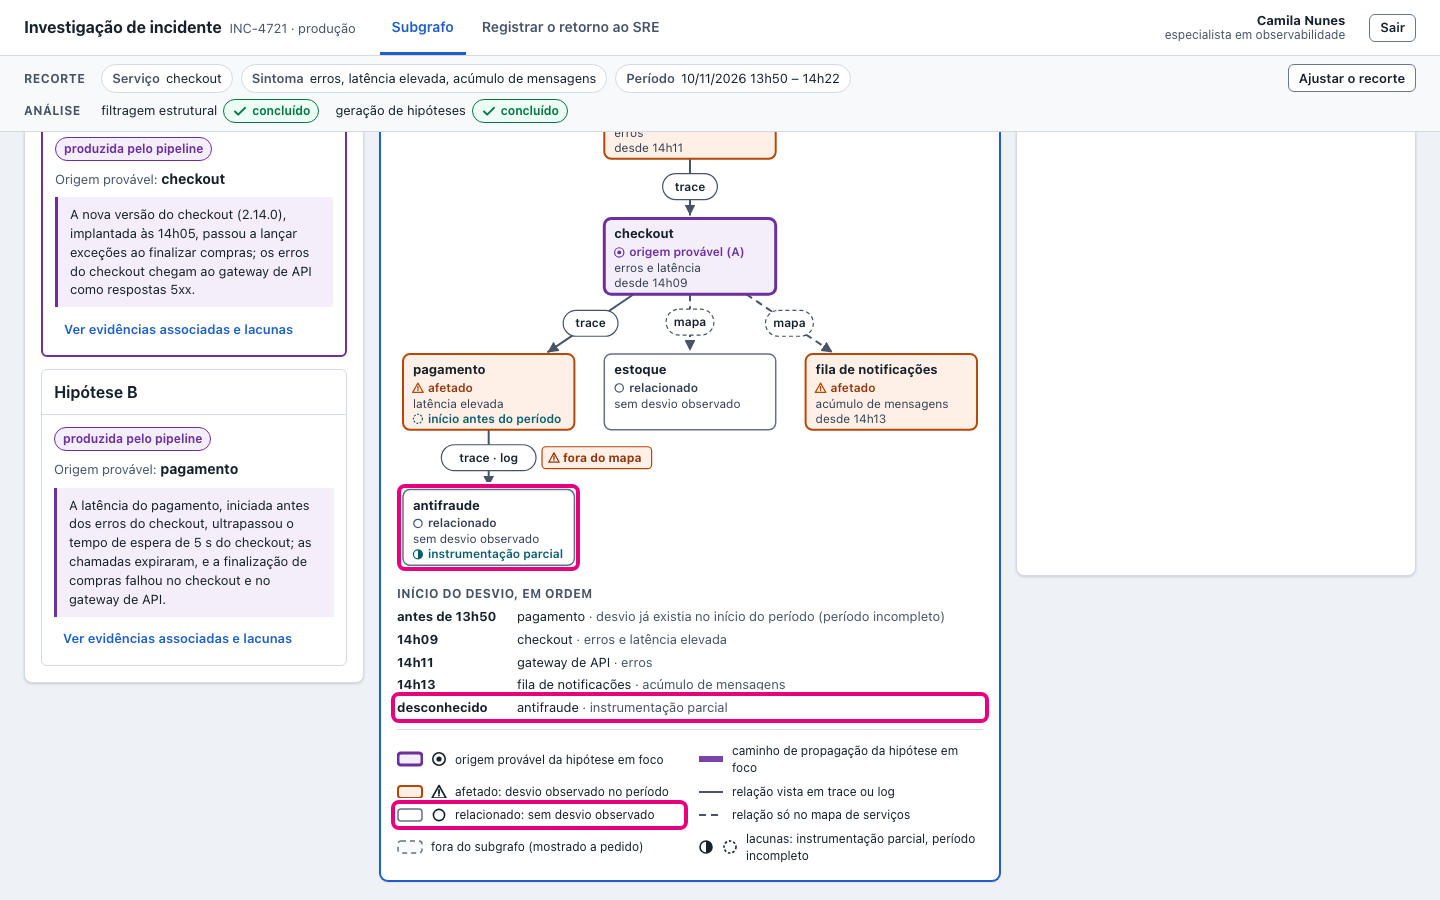 Investigação de incidente INC-4721 · produção
Subgrafo
Registrar o retorno ao SRE
Camila Nunes
especialista em observabilidade
Sair
RECORTE
Serviço checkout
Sintoma erros, latência elevada, acúmulo de mensagens
Período 10/11/2026 13h50 – 14h22
Ajustar o recorte
ANÁLISE
filtragem estrutural
concluído
geração de hipóteses
concluído
produzida pelo pipeline
Origem provável: checkout
A nova versão do checkout (2.14.0),
implantada às 14h05, passou a lançar
exceções ao finalizar compras; os erros
do checkout chegam ao gateway de API
como respostas 5xx.
Ver evidências associadas e lacunas
Hipótese B
produzida pelo pipeline
Origem provável: pagamento
A latência do pagamento, iniciada antes
dos erros do checkout, ultrapassou o
tempo de espera de 5 s do checkout; as
chamadas expiraram, e a finalização de
compras falhou no checkout e no
gateway de API.
Ver evidências associadas e lacunas
erros
desde 14h11
trace
checkout
origem provável (A)
erros e latência
desde 14h09
trace
mapa
mapa
pagamento
afetado
latência elevada
início antes do período
estoque
relacionado
sem desvio observado
fila de notificações
afetado
acúmulo de mensagens
desde 14h13
trace · log
fora do mapa
antifraude
relacionado
sem desvio observado
instrumentação parcial
INÍCIO DO DESVIO, EM ORDEM
antes de 13h50 pagamento · desvio já existia no início do período (período incompleto)
14h09 checkout · erros e latência elevada
14h11 gateway de API · erros
14h13 fila de notificações · acúmulo de mensagens
desconhecido antifraude · instrumentação parcial
origem provável da hipótese em foco
caminho de propagação da hipótese em
foco
afetado: desvio observado no período
relação vista em trace ou log
relacionado: sem desvio observado
relação só no mapa de serviços
fora do subgrafo (mostrado a pedido)
lacunas: instrumentação parcial, período
incompleto